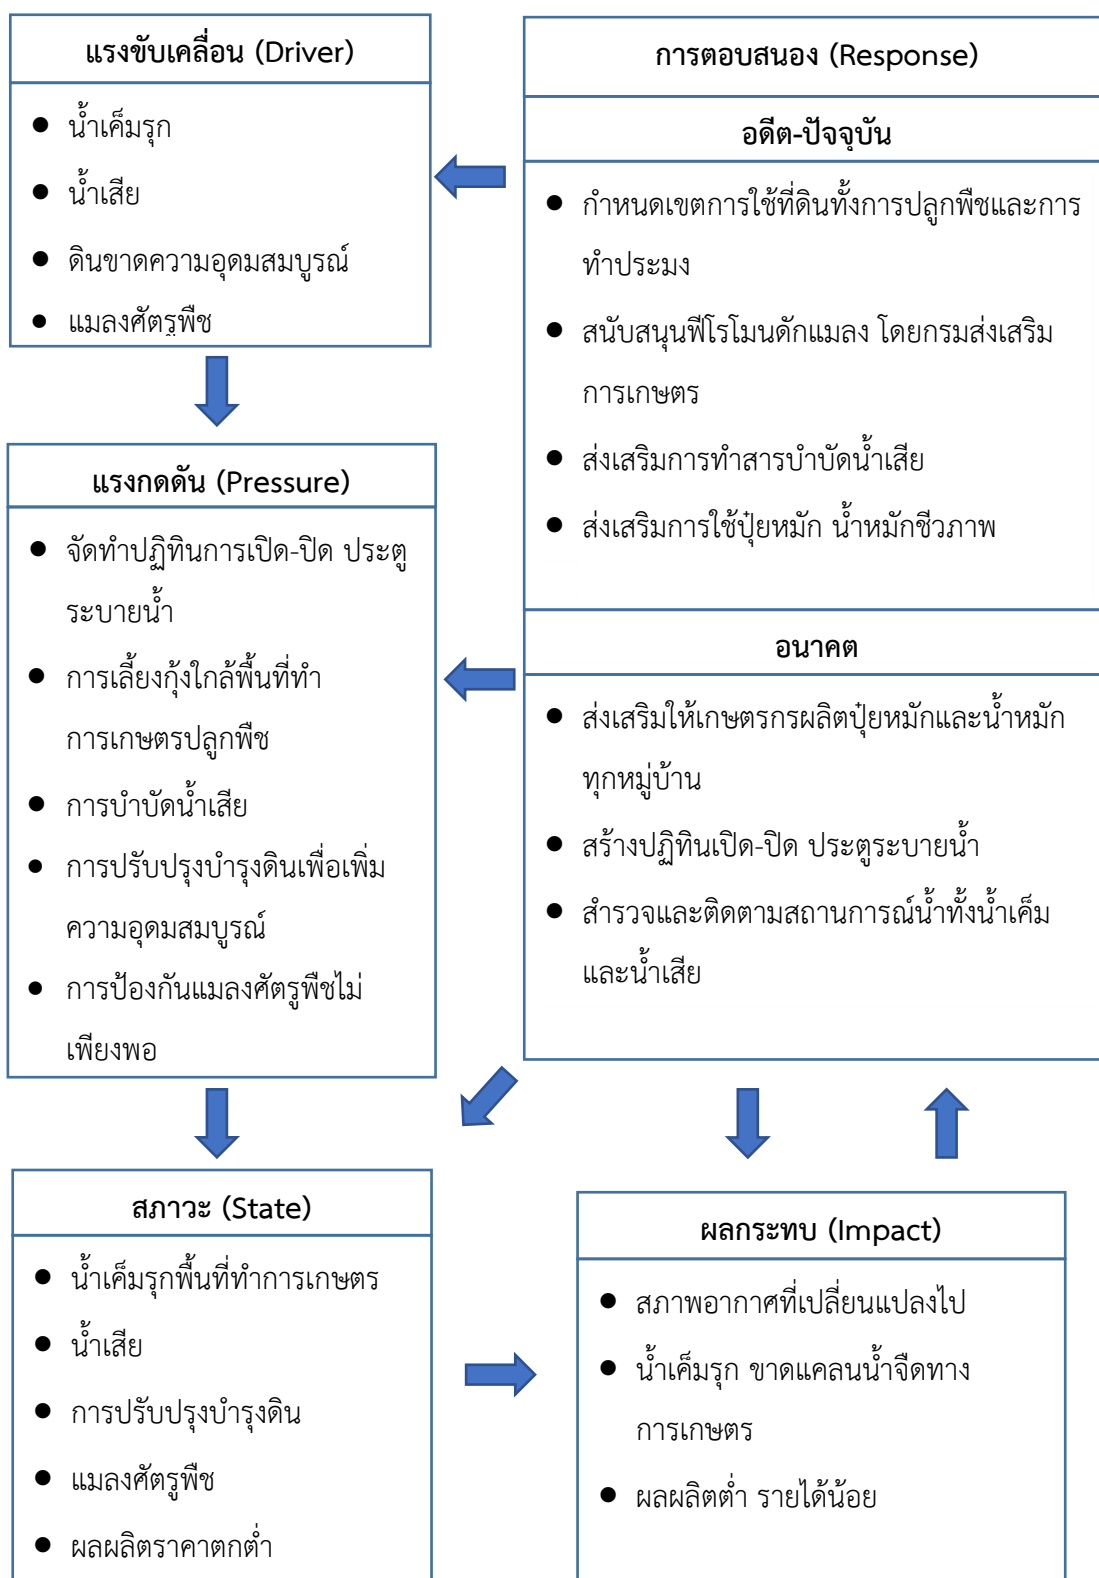 แรงขับเคลื่อน (Driver)
● น้ำเค็มรุก
● น้ำเสีย
● ดินขาดความอุดมสมบูรณ์
● แมลงศัตรูพืช
แรงกดดัน (Pressure)
● จัดทำปฏิทินการเปิด-ปิด ประตู
ระบายน้ำ
● การเลี้ยงกุ้งใกล้พื้นที่ทำ
การเกษตรปลูกพืช
● การบำบัดน้ำเสีย
● การปรับปรุงบำรุงดินเพื่อเพิ่ม
ความอุดมสมบูรณ์
● การป้องกันแมลงศัตรูพืชไม่
เพียงพอ
สภาวะ (State)
● น้ำเค็มรุกพื้นที่ทำการเกษตร
● น้ำเสีย
● การปรับปรุงบำรุงดิน
● แมลงศัตรูพืช
● ผลผลิตราคาตกต่ำ
การตอบสนอง (Response)
อดีต-ปัจจุบัน
● กำหนดเขตการใช้ที่ดินทั้งการปลูกพืชและการ
ทำประมง
● สนับสนุนฟีโรโมนดักแมลง โดยกรมส่งเสริม
การเกษตร
● ส่งเสริมการทำสารบำบัดน้ำเสีย
● ส่งเสริมการใช้ปุ๋ยหมัก น้ำหมักชีวภาพ
อนาคต
● ส่งเสริมให้เกษตรกรผลิตปุ๋ยหมักและน้ำหมัก
ทุกหมู่บ้าน
● สร้างปฏิทินเปิด-ปิด ประตูระบายน้ำ
● สำรวจและติดตามสถานการณ์น้ำทั้งน้ำเค็ม
และน้ำเสีย
ผลกระทบ (Impact)
● สภาพอากาศที่เปลี่ยนแปลงไป
● น้ำเค็มรุก ขาดแคลนน้ำจืดทาง
การเกษตร
● ผลผลิตต่ำ รายได้น้อย